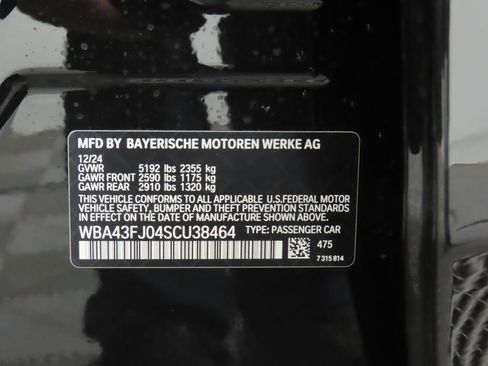 MFD BY BAYERISCHE MOTOREN WERKE AG
12/24
GVWR 5192 lbs 2355 kg
GAWR FRONT 2590 lbs 1175 kg
GAWR REAR 2910 lbs 1320 kg
THIS VEHICLE CONFORMS TO ALL APPLICABLE U.S.FEDERAL MOTOR
VEHICLE SAFETY, BUMPER AND THEFT PREVENTION STANDARDS
IN EFFECT ON THE DATE OF MANUFACTURE SHOWN ABOVE.
WBA43FJ04SCU38464 TYPE: PASSENGER CAR
475
7 315 814